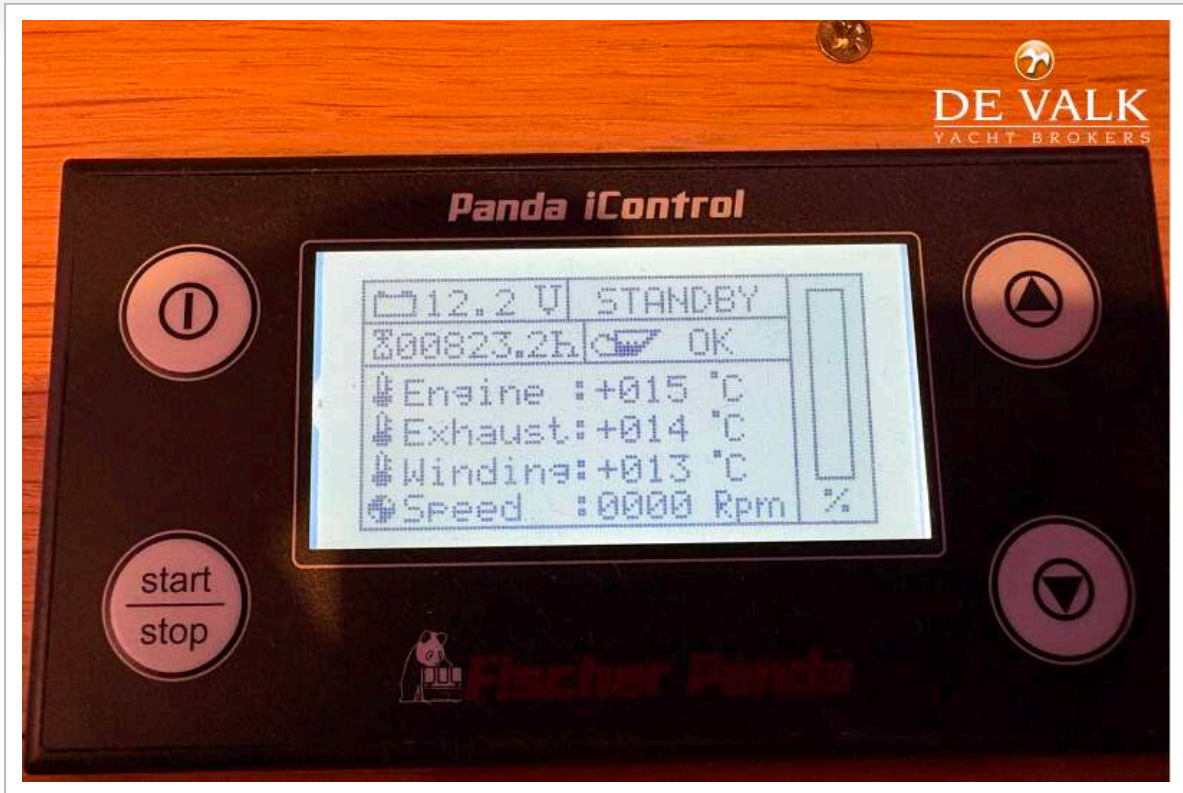 DE VALK
YACHT BROKERS
Panda iControl
12.2 V STANDBY
00823.2h OK
Engine :+015 °C
Exhaust:+014 °C
Winding:+013 °C
Speed :0000 Rpm %
start
stop
Fischer Panda